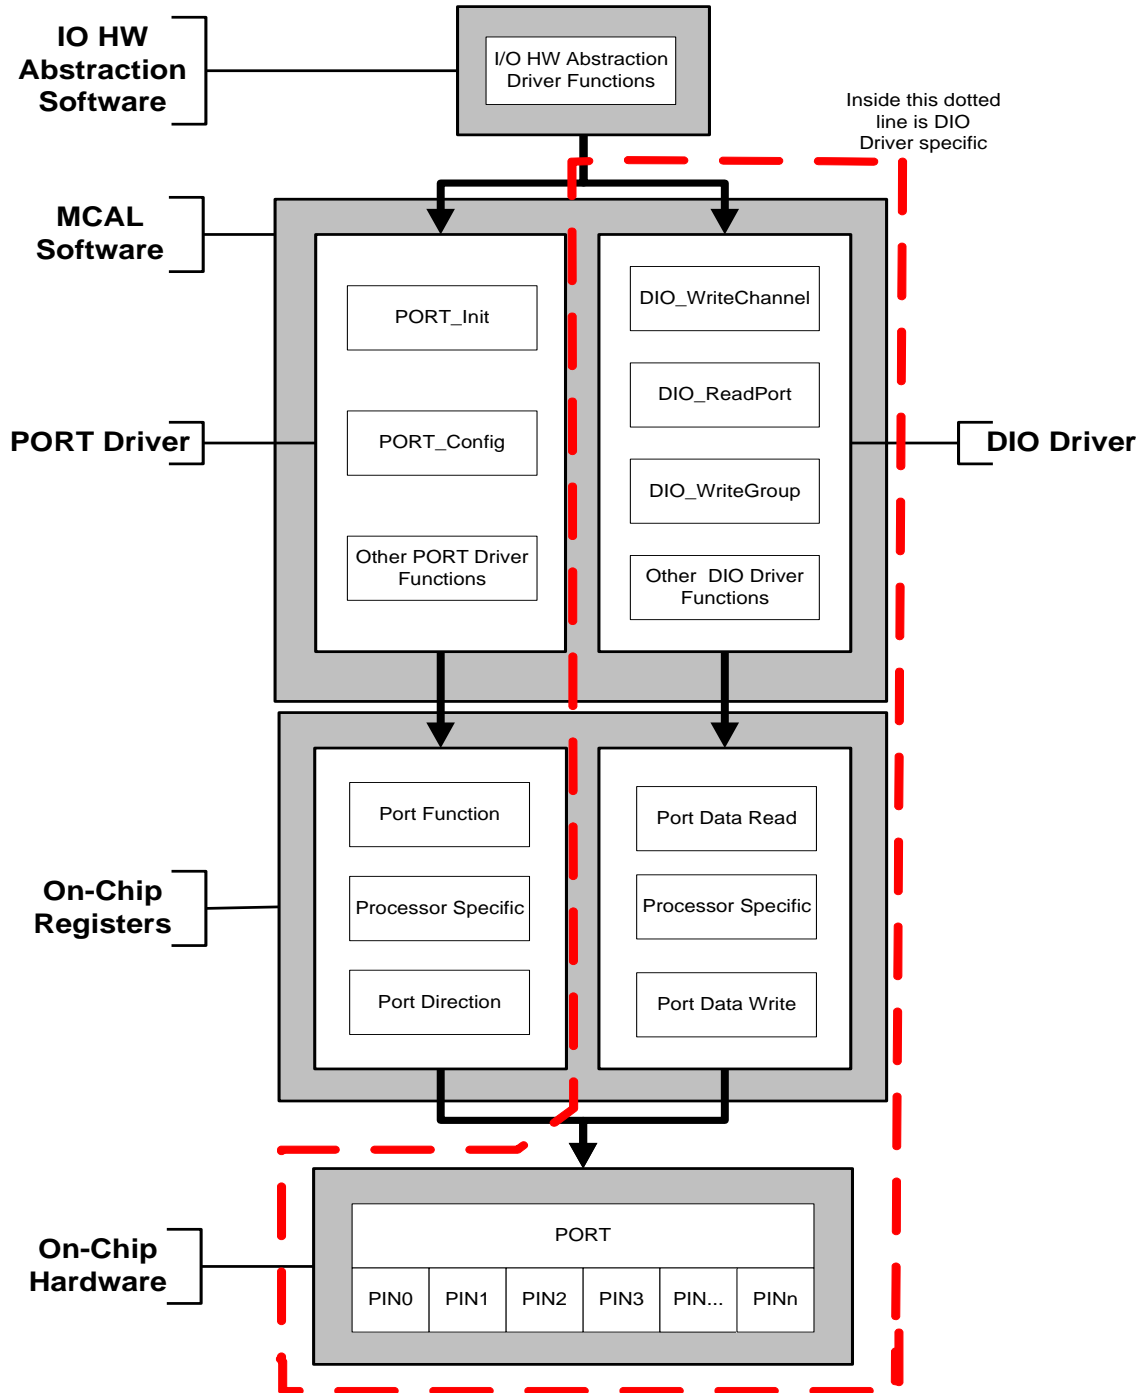 IO HW
Abstraction
Software
I/O HW Abstraction
Driver Functions
Inside this dotted
line is DIO
Driver specific
MCAL
Software
PORT_Init
DIO_WriteChannel
DIO_ReadPort
PORT Driver
PORT_Config
DIO Driver
DIO_WriteGroup
Other PORT Driver
Functions
Other DIO Driver
Functions
Port Function
Port Data Read
On-Chip
Registers
Processor Specific
Processor Specific
Port Direction
Port Data Write
On-Chip
Hardware
PORT
PIN0 PIN1 PIN2 PIN3 PIN... PINn